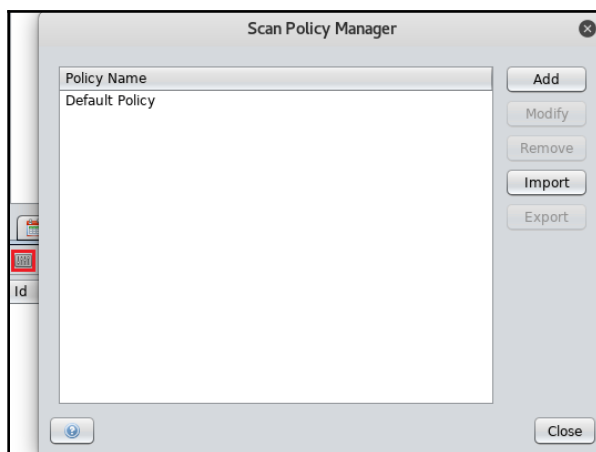 Scan Policy Manager
Policy Name
Default Policy
Add
Modify
Remove
Import
Export
Id
Close